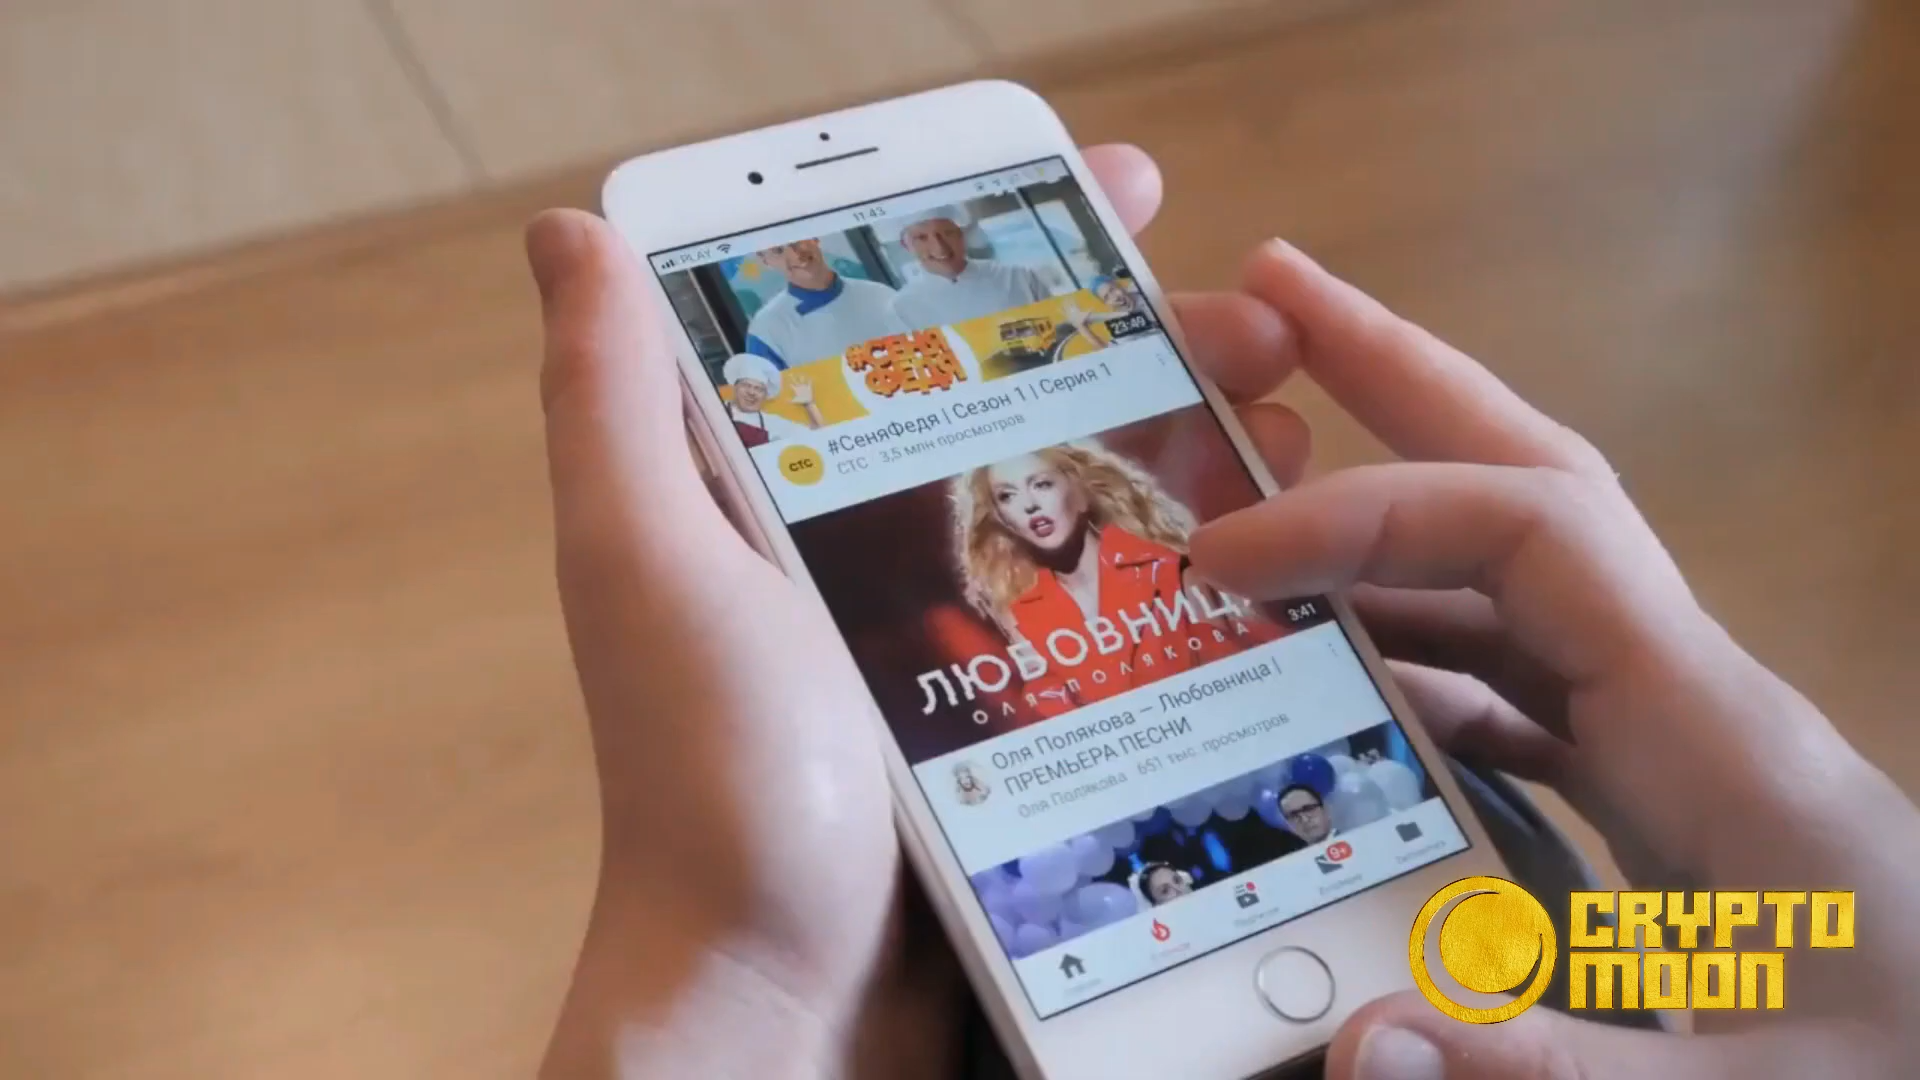 PLAY
11:43
#СЕНЯ
ФЕДЯ
23:49
#СеняФедя | Сезон 1 | Серия 1
СТС
СТС 3,5 млн просмотров
ЛЮБОВНИЦА
ОЛЯ ПОЛЯКОВА
3:41
Оля Полякова – Любовница |
ПРЕМЬЕРА ПЕСНИ
Оля Полякова 651 тыс. просмотров
9+
CRYPTO
MOON